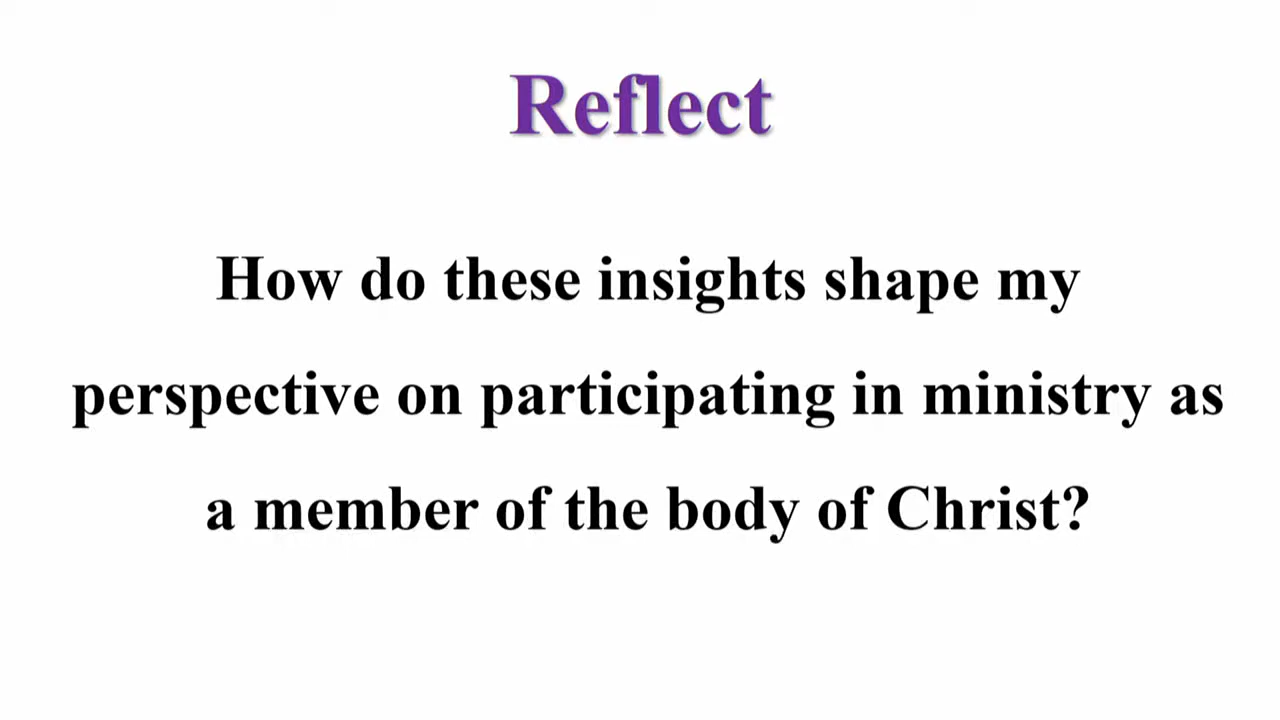 Reflect
How do these insights shape my
perspective on participating in ministry as
a member of the body of Christ?